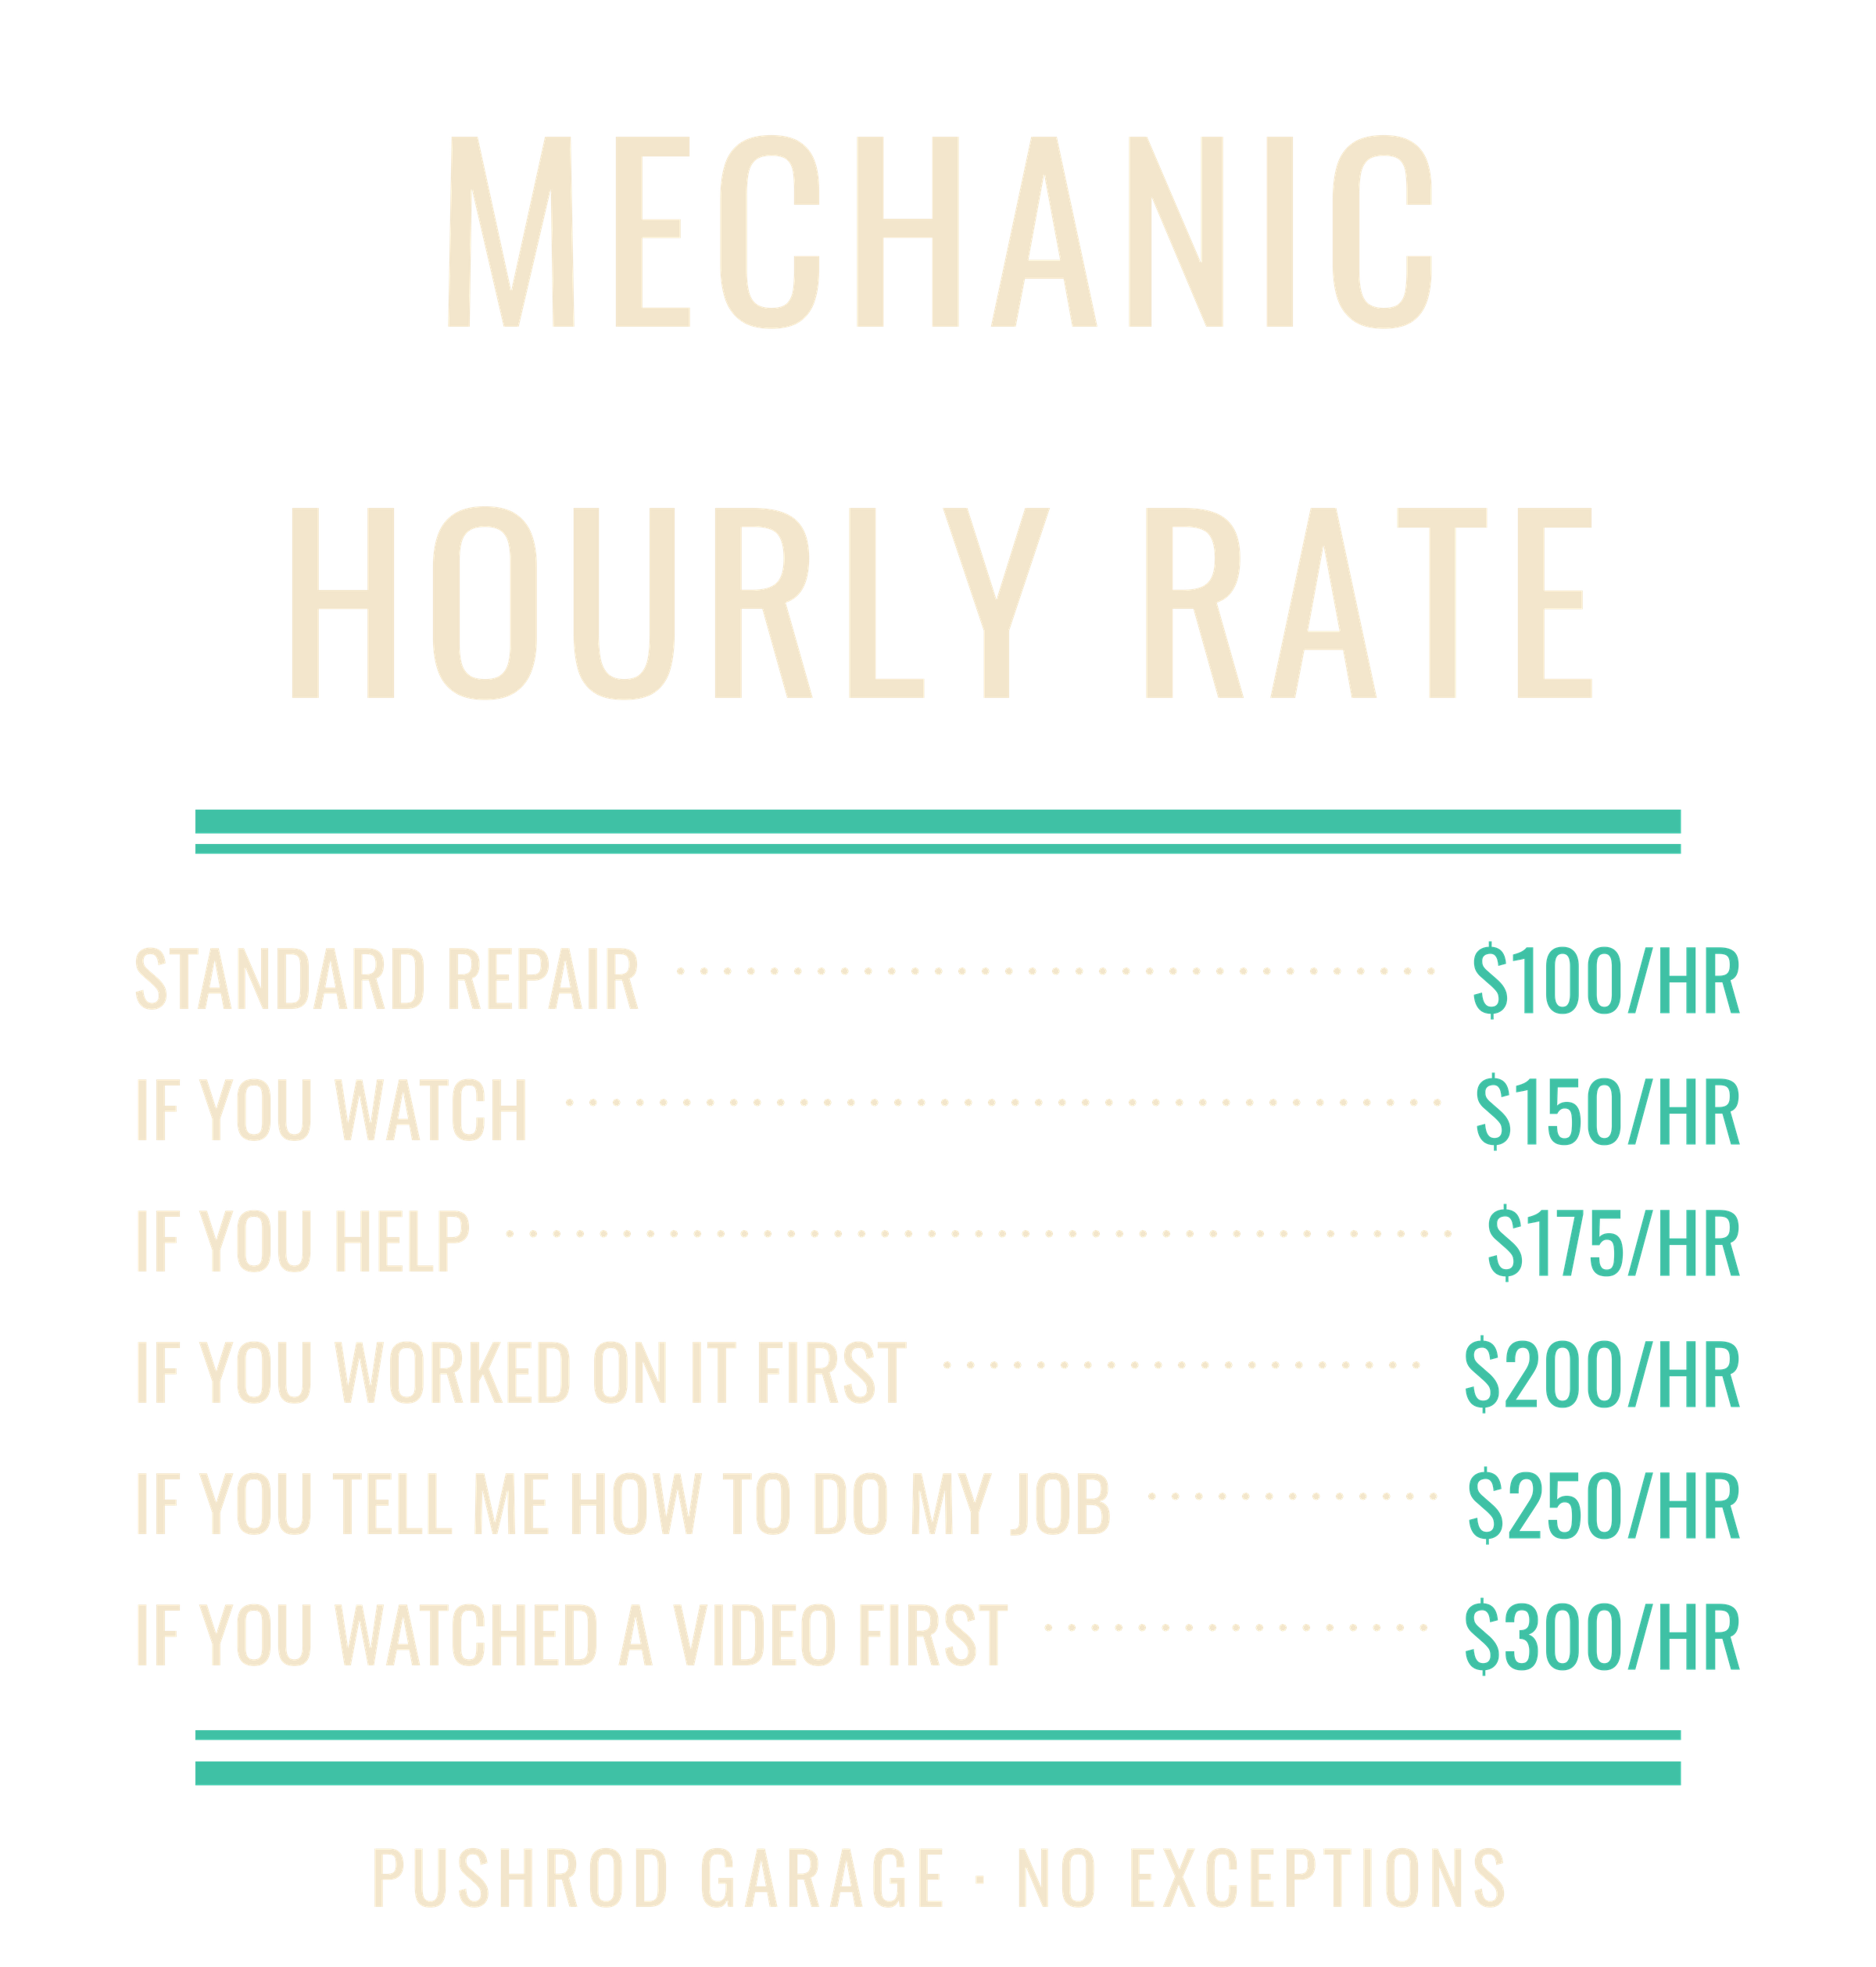 MECHANIC
HOURLY RATE
STANDARD REPAIR ................................. $100/HR
IF YOU WATCH ...................................... $150/HR
IF YOU HELP ......................................... $175/HR
IF YOU WORKED ON IT FIRST ..................... $200/HR
IF YOU TELL ME HOW TO DO MY JOB ............. $250/HR
IF YOU WATCHED A VIDEO FIRST ................. $300/HR
PUSHROD GARAGE · NO EXCEPTIONS